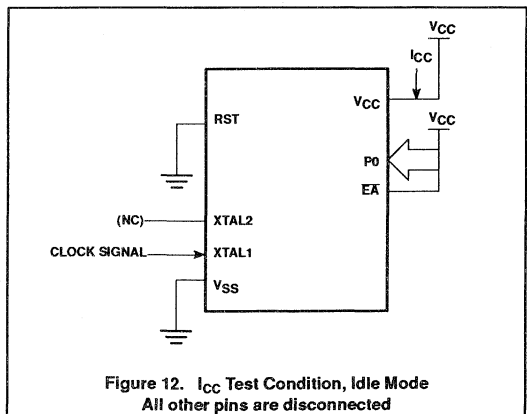 VCC
ICC
VCC
VCC
RST
P0
EA
(NC)
XTAL2
CLOCK SIGNAL
XTAL1
VSS
Figure 12. ICC Test Condition, Idle Mode
All other pins are disconnected